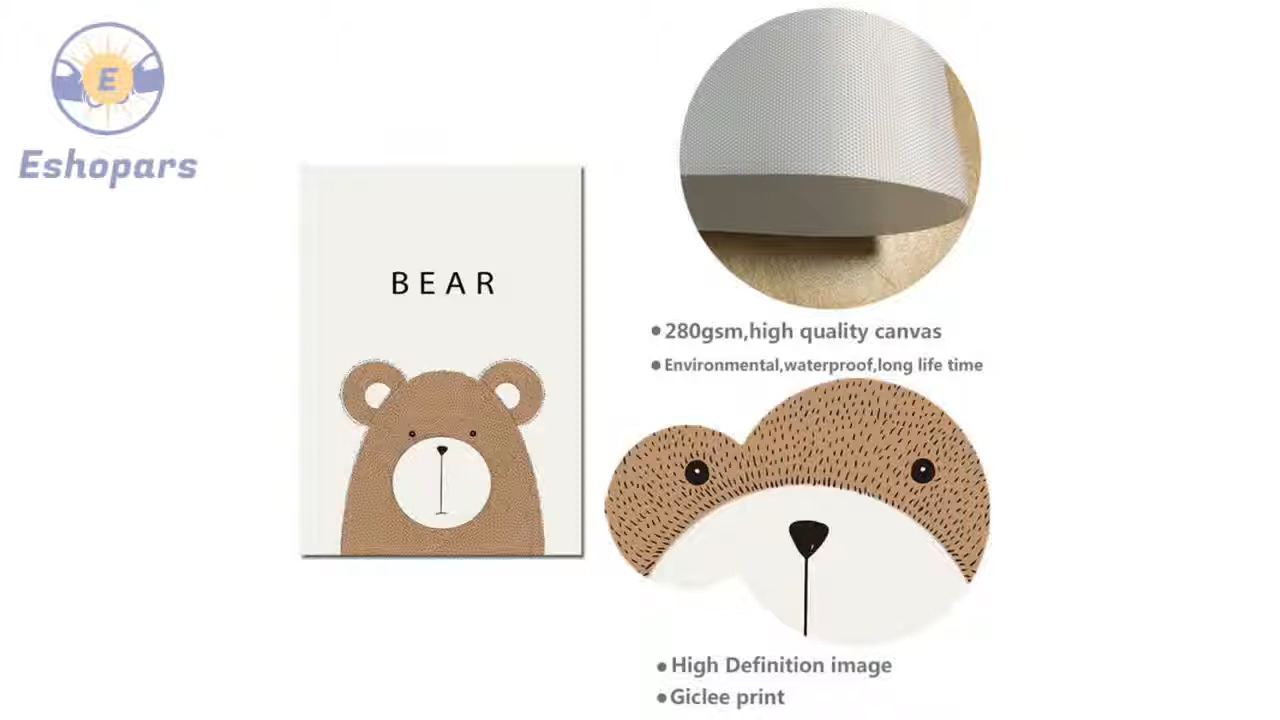 E
Eshopars
BEAR
●280gsm,high quality canvas
●Environmental,waterproof,long life time
●High Definition image
●Giclee print